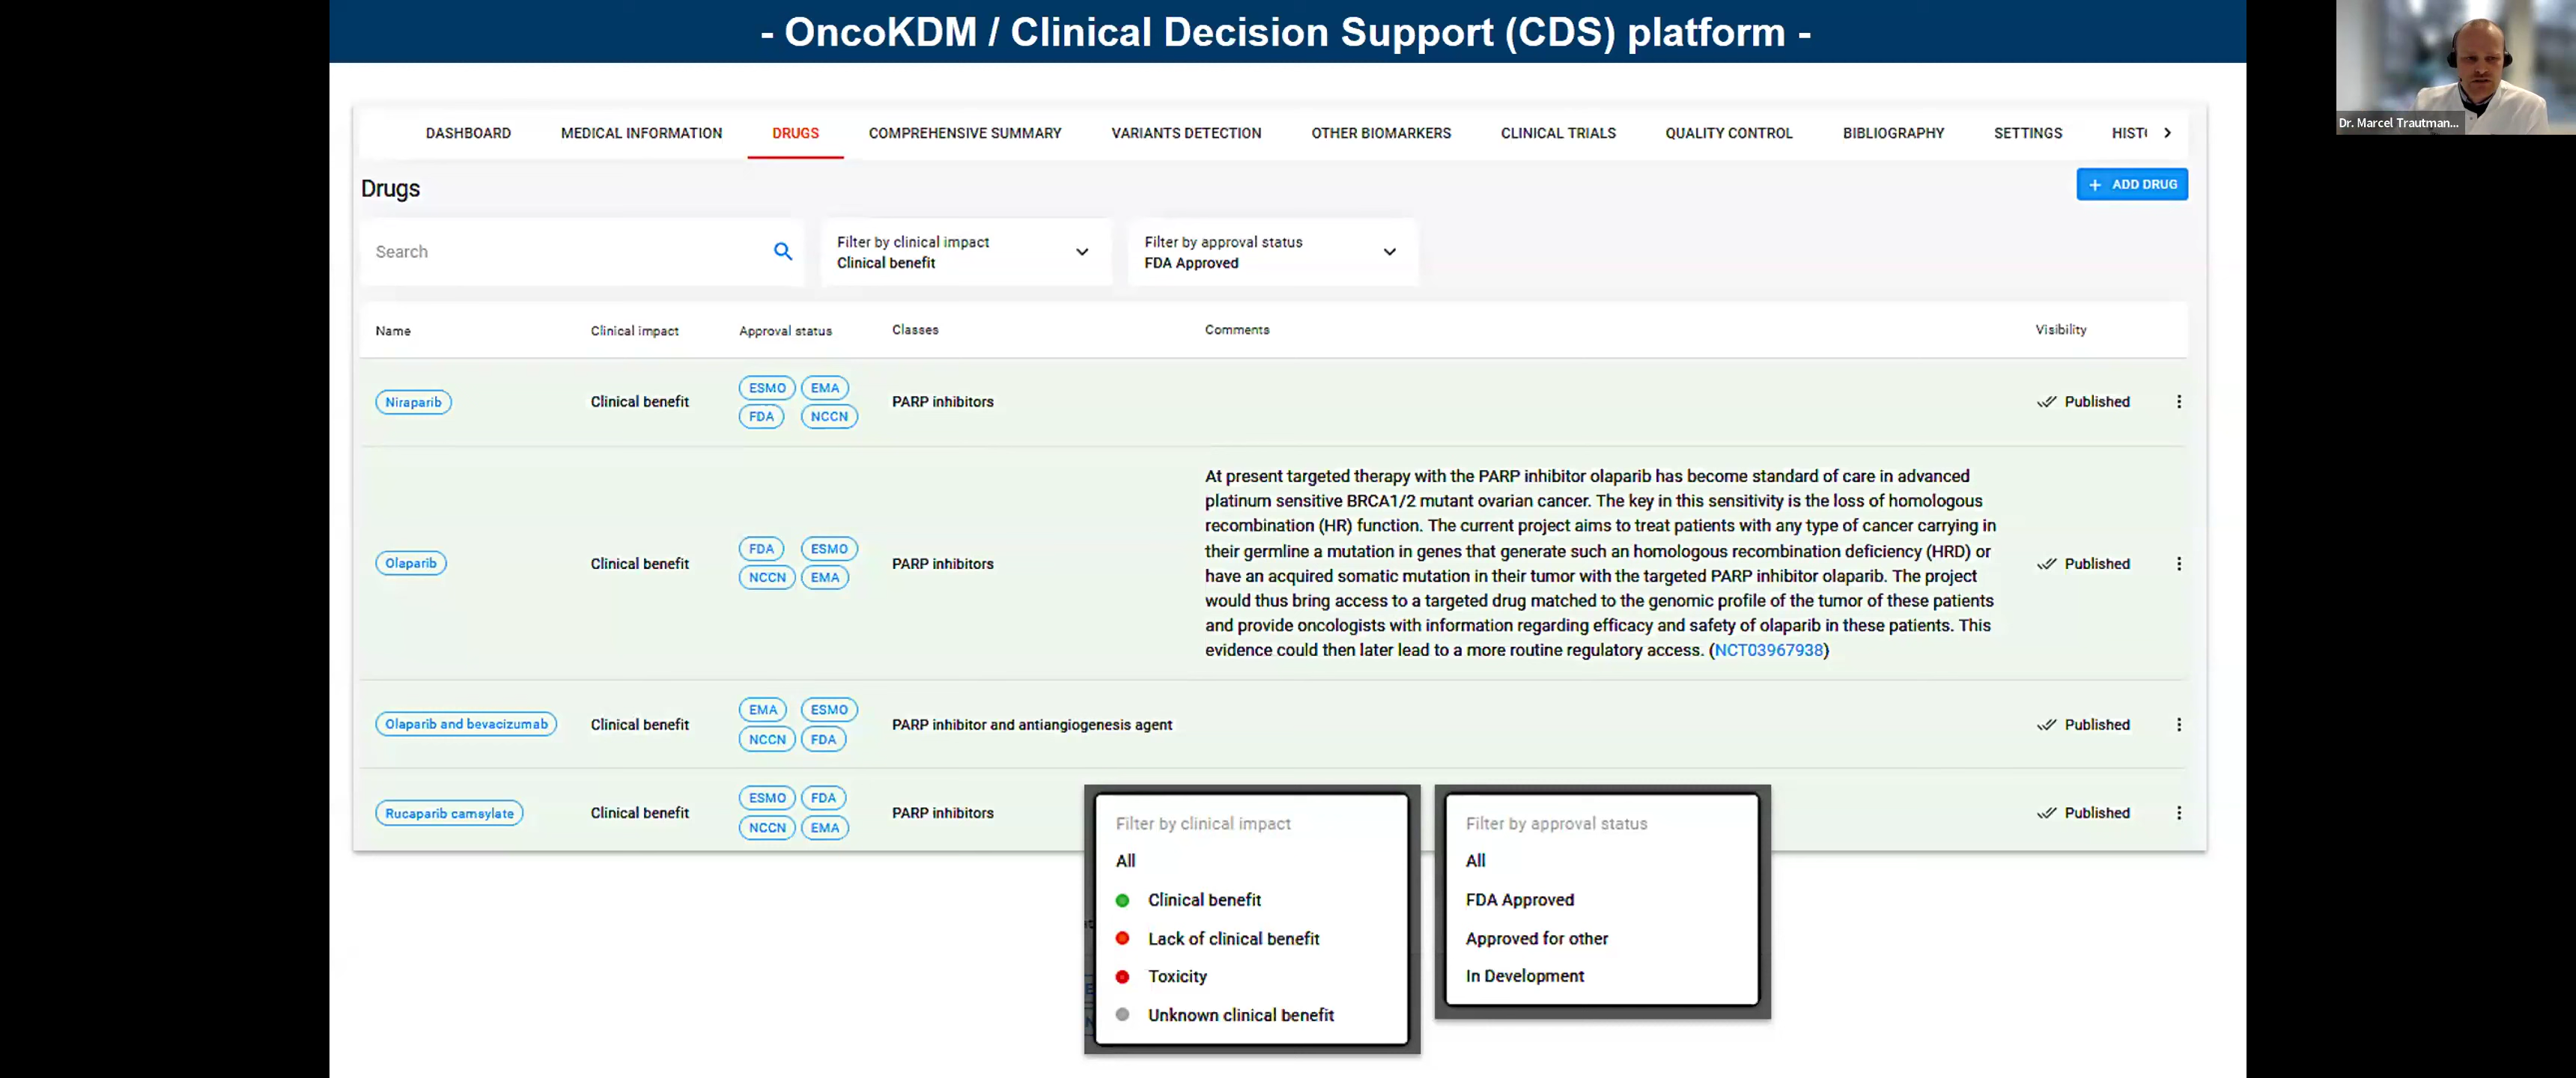 - OncoKDM / Clinical Decision Support (CDS) platform -
Dr. Marcel Trautman...
DASHBOARD MEDICAL INFORMATION DRUGS COMPREHENSIVE SUMMARY VARIANTS DETECTION OTHER BIOMARKERS CLINICAL TRIALS QUALITY CONTROL BIBLIOGRAPHY SETTINGS
Drugs
+ ADD DRUG
Search
Filter by clinical impact
Clinical benefit
Filter by approval status
FDA Approved
Name Clinical impact Approval status Classes Comments Visibility
Niraparib Clinical benefit ESMO EMA PARP inhibitors Published
FDA NCCN
At present targeted therapy with the PARP inhibitor olaparib has become standard of care in advanced
platinum sensitive BRCA1/2 mutant ovarian cancer. The key in this sensitivity is the loss of homologous
recombination (HR) function. The current project aims to treat patients with any type of cancer carrying in
their germline a mutation in genes that generate such an homologous recombination deficiency (HRD) or
have an acquired somatic mutation in their tumor with the targeted PARP inhibitor olaparib. The project
would thus bring access to a targeted drug matched to the genomic profile of the tumor of these patients
and provide oncologists with information regarding efficacy and safety of olaparib in these patients. This
evidence could then later lead to a more routine regulatory access. (NCT03967938)
Olaparib Clinical benefit FDA ESMO PARP inhibitors Published
NCCN EMA
Olaparib and bevacizumab Clinical benefit EMA ESMO PARP inhibitor and antiangiogenesis agent Published
NCCN FDA
Rucaparib camsylate Clinical benefit ESMO FDA PARP inhibitors Published
NCCN EMA
Filter by clinical impact
All
Clinical benefit
Lack of clinical benefit
Toxicity
Unknown clinical benefit
Filter by approval status
All
FDA Approved
Approved for other
In Development